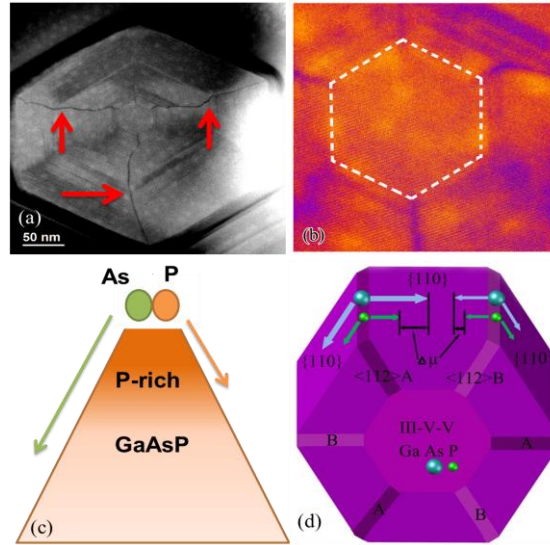 (a)
50 nm
(b)
As P
P-rich
GaAsP
(c)
{110}
{110}
{110}
Δμ
<112>A <112>B
III-V-V
Ga As P
B
A
A
B
(d)